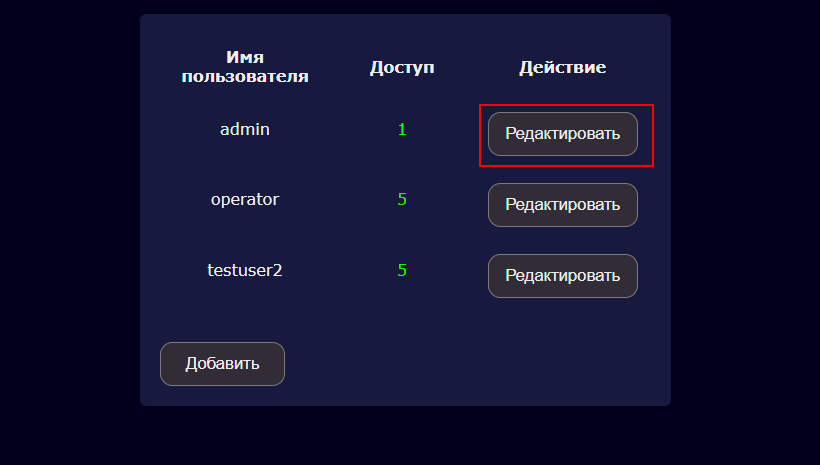 Имя
пользователя
Доступ
Действие
admin
1
Редактировать
operator
5
Редактировать
testuser2
5
Редактировать
Добавить